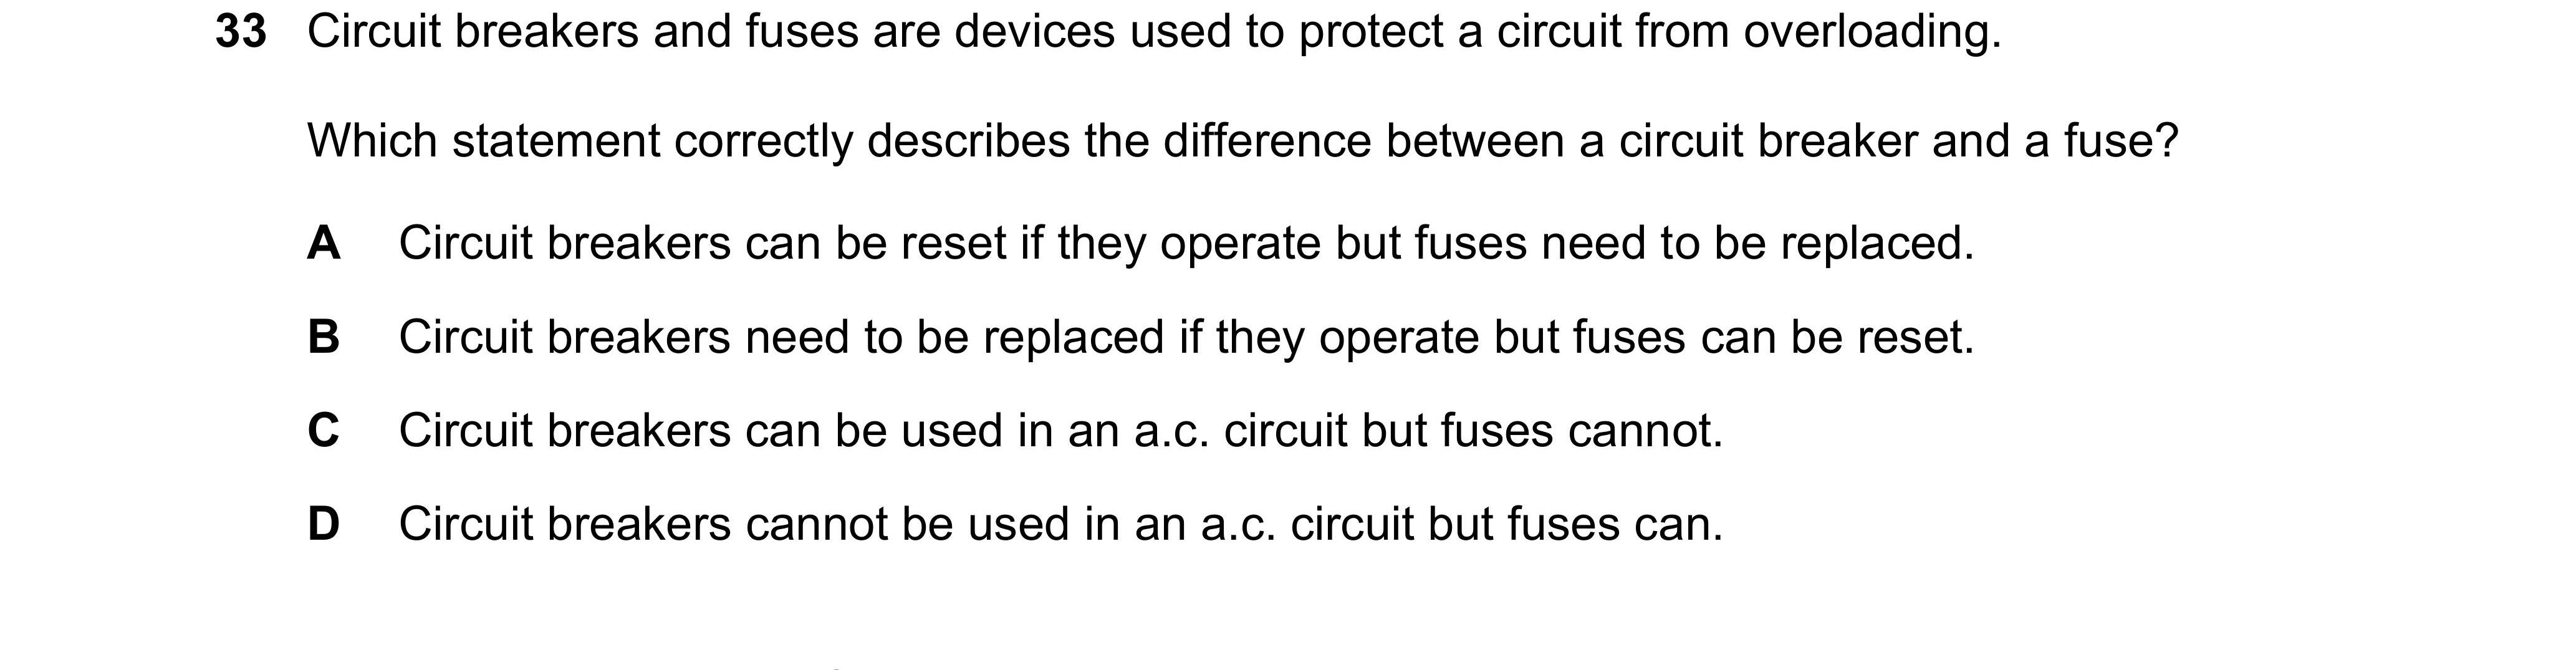 33 Circuit breakers and fuses are devices used to protect a circuit from overloading.
Which statement correctly describes the difference between a circuit breaker and a fuse?
A Circuit breakers can be reset if they operate but fuses need to be replaced.
B Circuit breakers need to be replaced if they operate but fuses can be reset.
C Circuit breakers can be used in an a.c. circuit but fuses cannot.
D Circuit breakers cannot be used in an a.c. circuit but fuses can.